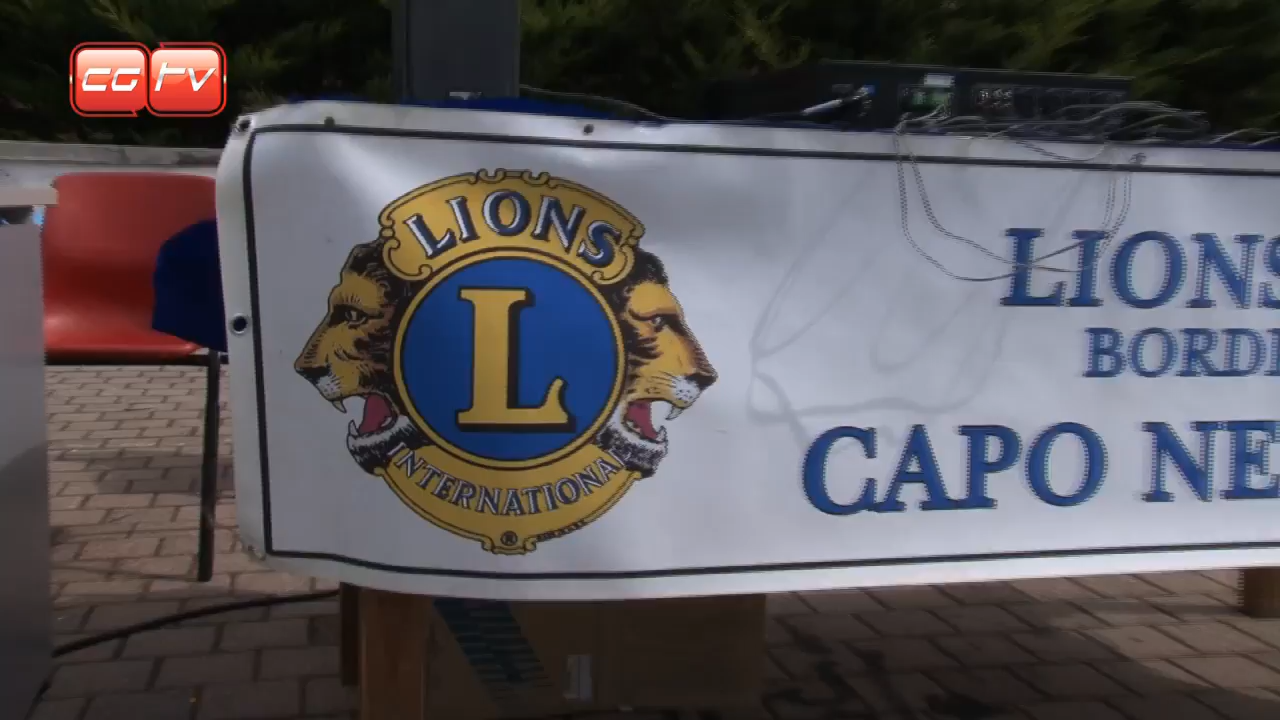 CG TV
LIONS
L
INTERNATIONAL
®
LIONS
BORDI
CAPO NE